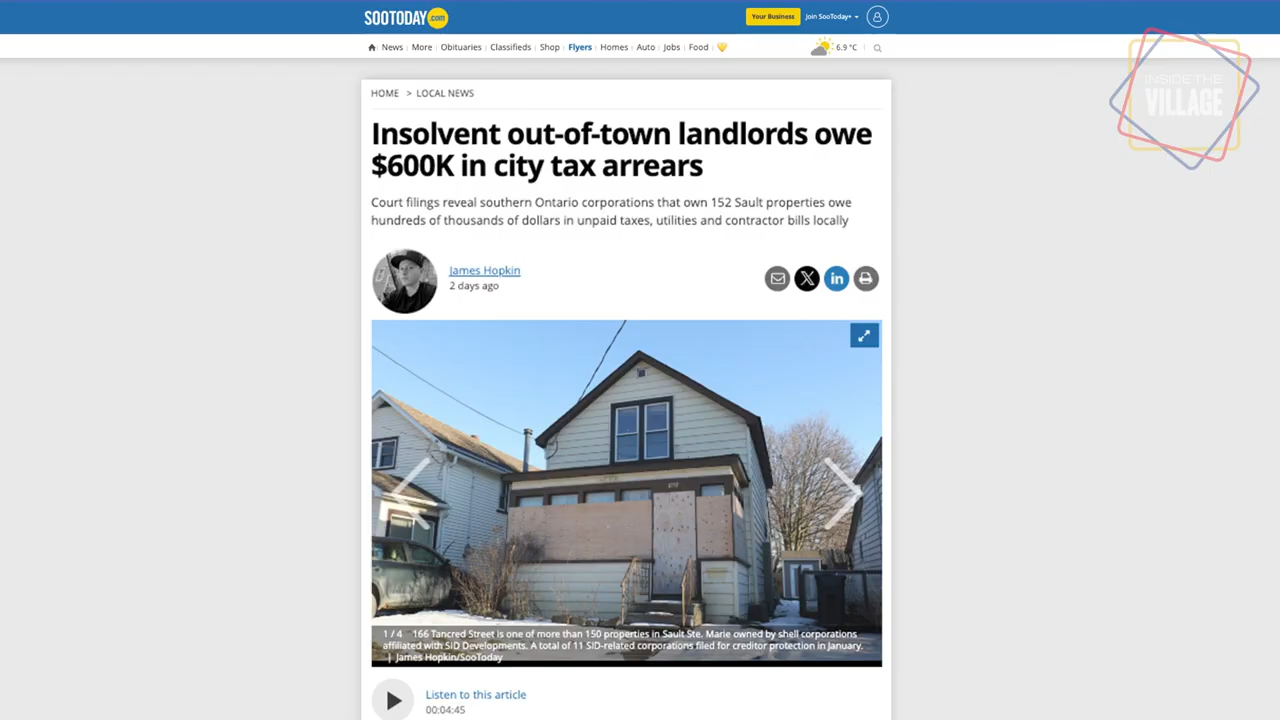 SOOTODAY.com
Your Business
Join SooToday+
News
More
Obituaries
Classifieds
Shop
Flyers
Homes
Auto
Jobs
Food
6.9 °C
INSIDE THE
VILLAGE
HOME > LOCAL NEWS
Insolvent out-of-town landlords owe
$600K in city tax arrears
Court filings reveal southern Ontario corporations that own 152 Sault properties owe
hundreds of thousands of dollars in unpaid taxes, utilities and contractor bills locally
James Hopkin
2 days ago
1 / 4 166 Tancred Street is one of more than 150 properties in Sault Ste. Marie owned by shell corporations
affiliated with SID Developments. A total of 11 SID-related corporations filed for creditor protection in January.
| James Hopkin/SooToday
Listen to this article
00:04:45